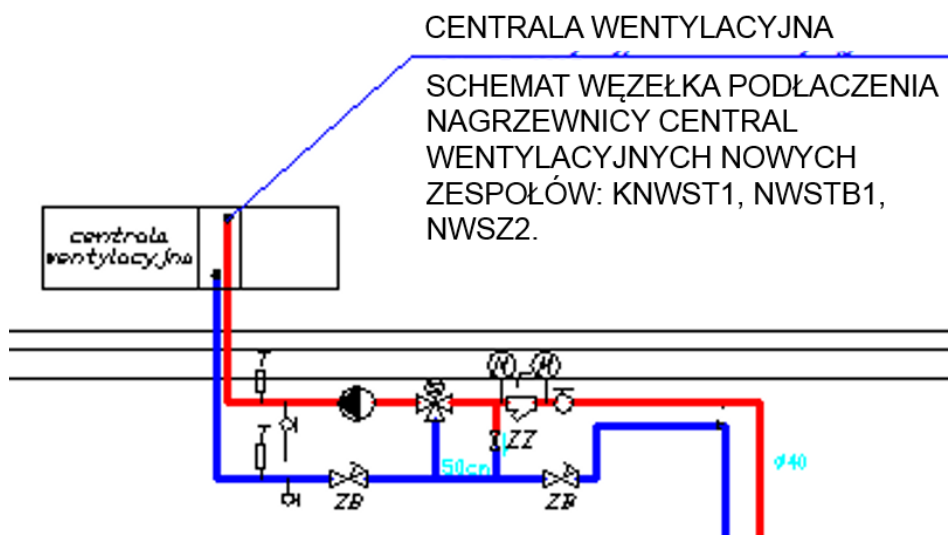 CENTRALA WENTYLACYJNA
SCHEMAT WĘZEŁKA PODŁACZENIA
NAGRZEWNICY CENTRAL
WENTYLACYJNYCH NOWYCH
ZESPOŁÓW: KNWST1, NWSTB1,
NWSZ2.
centrala
wentylacyjna
T
M M
ZZ
T
50cm
ø40
ZB ZB